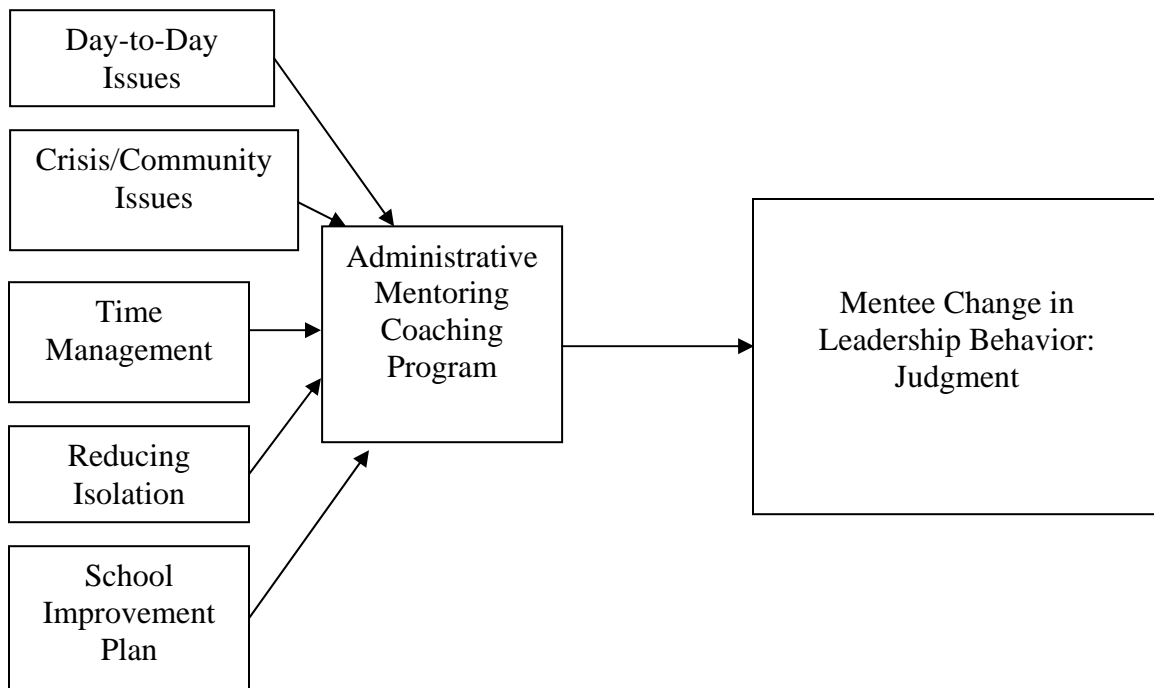 Day-to-Day
Issues
Crisis/Community
Issues
Time
Management
Reducing
Isolation
School
Improvement
Plan
Administrative
Mentoring
Coaching
Program
Mentee Change in
Leadership Behavior:
Judgment